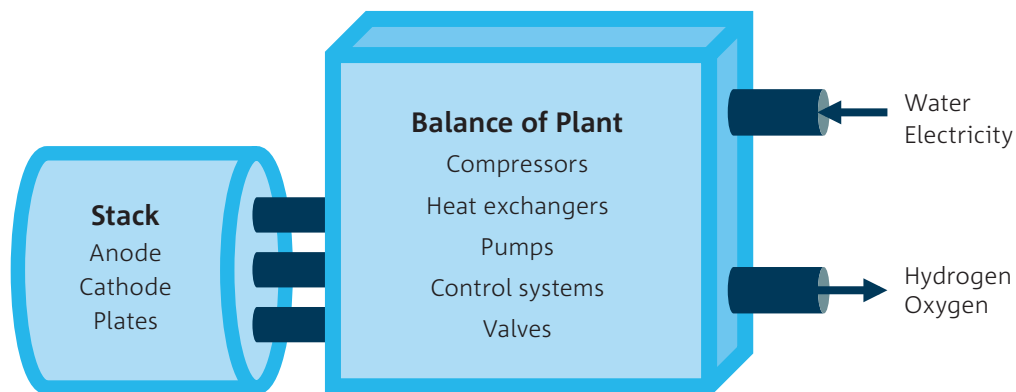 Stack
Anode
Cathode
Plates
Balance of Plant
Compressors
Heat exchangers
Pumps
Control systems
Valves
Water
Electricity
Hydrogen
Oxygen